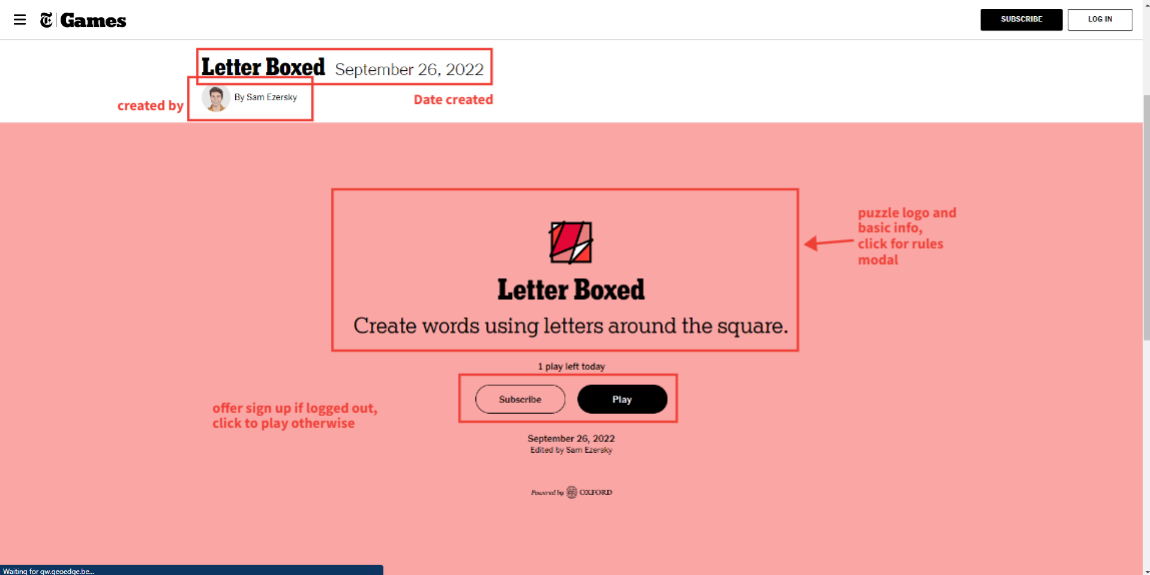 Games
SUBSCRIBE
LOG IN
Letter Boxed September 26, 2022
By Sam Ezersky
created by
Date created
puzzle logo and
basic info,
click for rules
modal
Letter Boxed
Create words using letters around the square.
1 play left today
Subscribe
Play
offer sign up if logged out,
click to play otherwise
September 26, 2022
Edited by Sam Ezersky
Powered by OXFORD
Waiting for gw.geoedge.be...